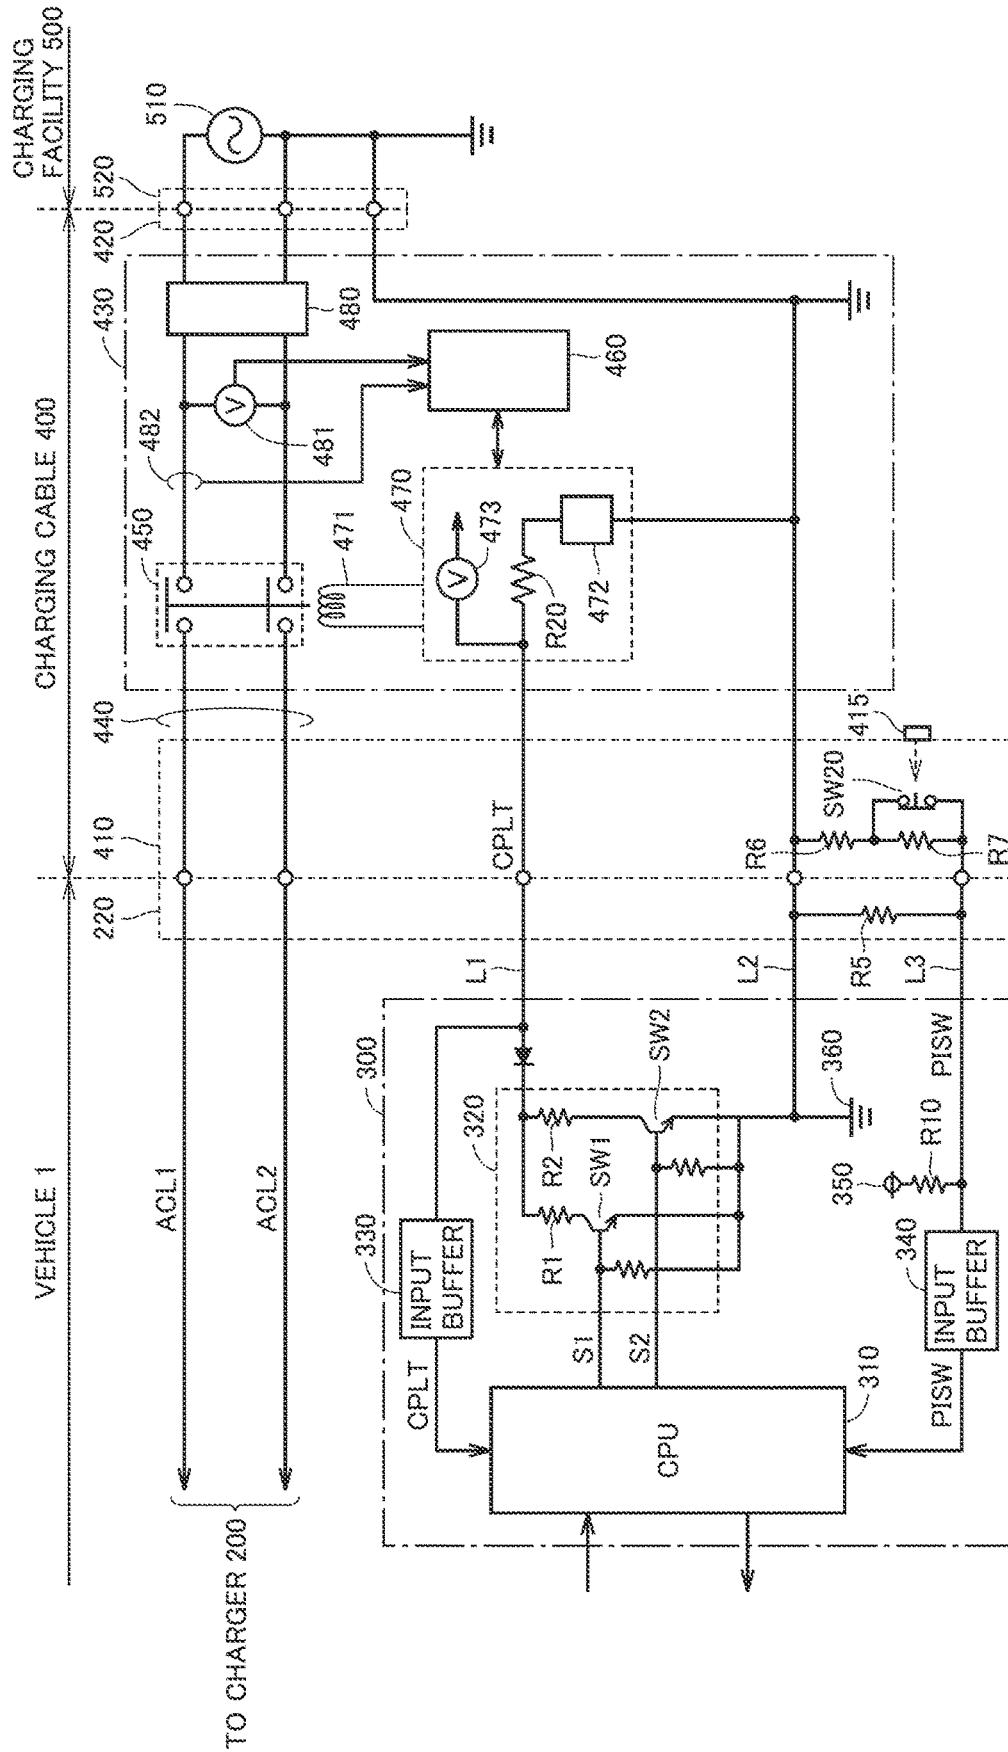 VEHICLE 1
CHARGING CABLE 400
CHARGING
FACILITY 500
220
410
430
420
520
510
440
450
482
480
481
471
460
470
473
472
R20
ACL1
ACL2
TO CHARGER 200
300
330
INPUT
BUFFER
CPLT
L1
CPLT
320
R1
R2
SW1
SW2
S1
S2
CPU
310
L2
R5
L3
R6
R7
SW20
415
360
350
R10
PISW
340
INPUT
BUFFER
PISW
V
V